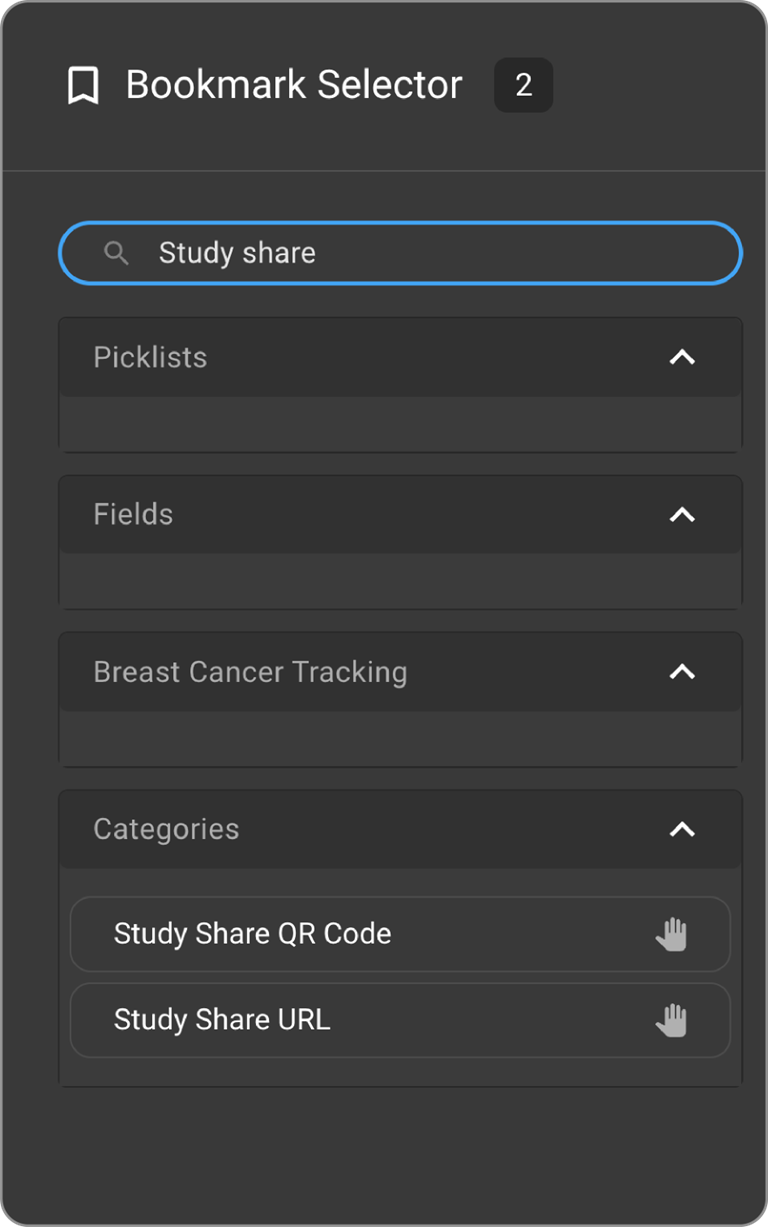 Bookmark Selector 2
Study share
Picklists
Fields
Breast Cancer Tracking
Categories
Study Share QR Code
Study Share URL